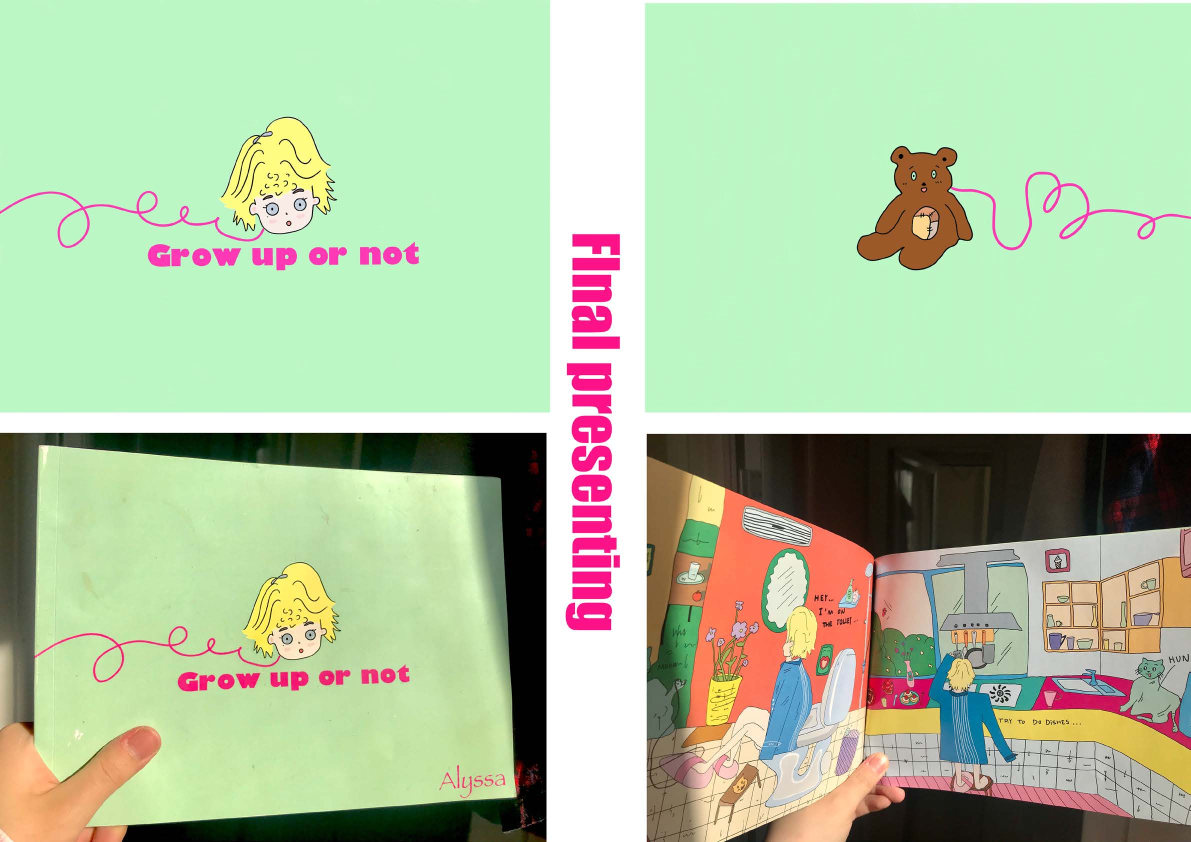 Grow up or not
FInal presenting
Grow up or not
Alyssa
HEY...
I'M ON
THE TOILET...
HUN
TRY TO DO DISHES...